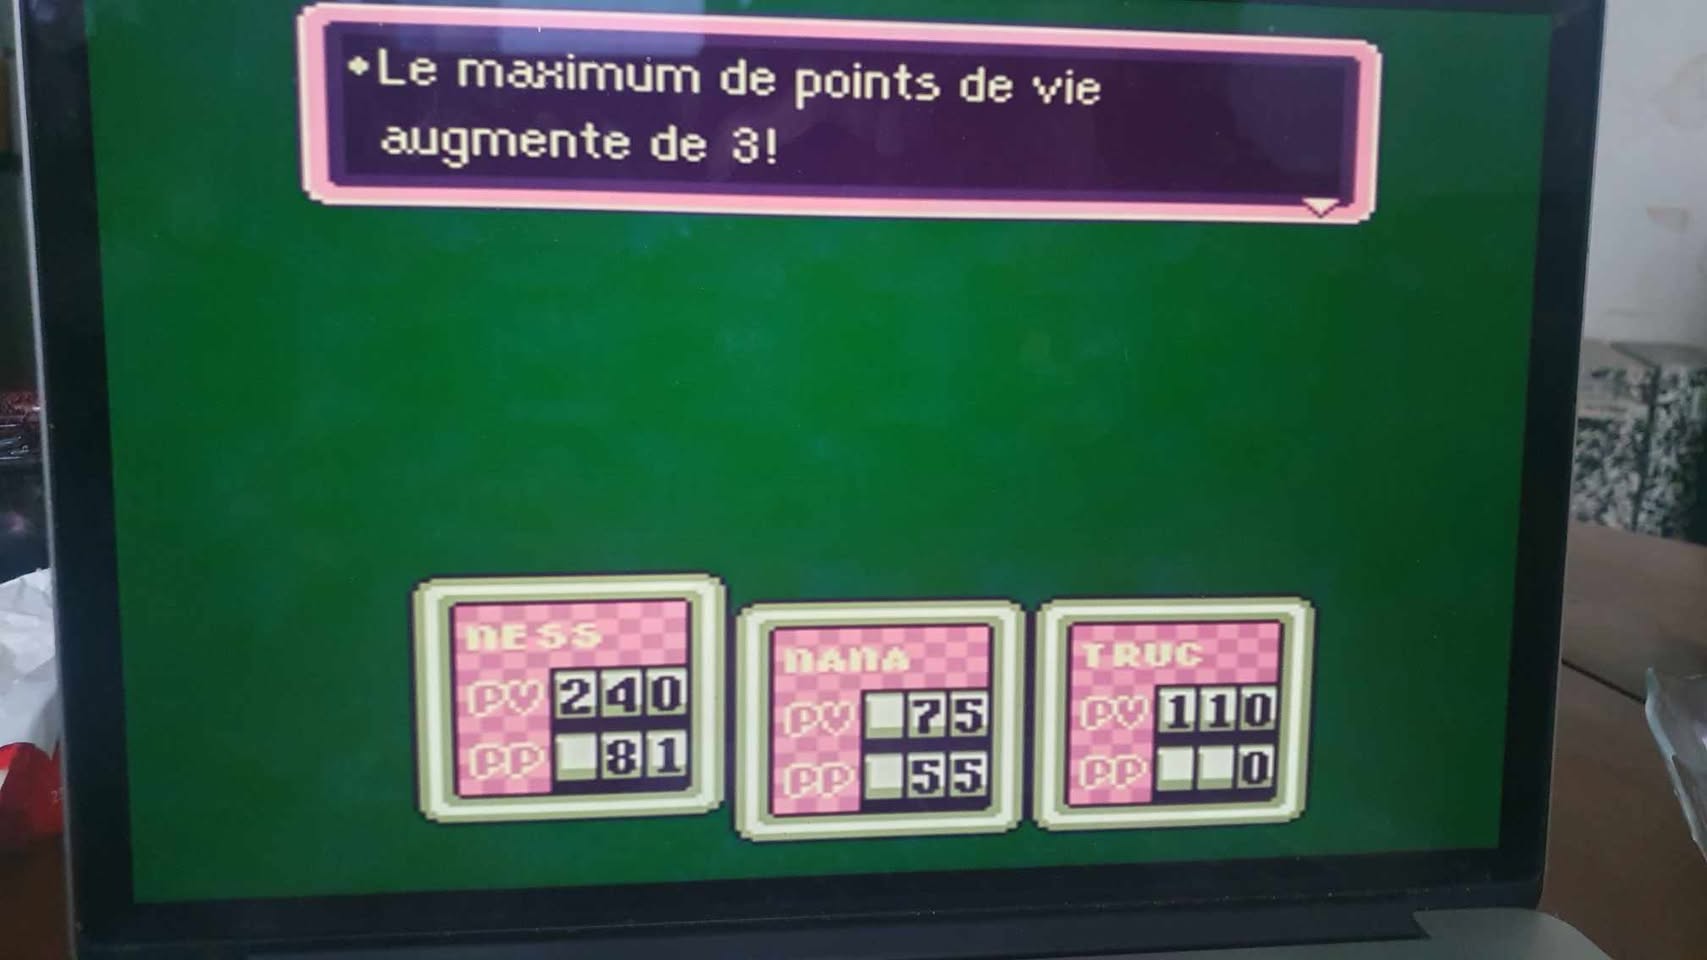 •Le maximum de points de vie
augmente de 3!
NESS
PV 240
PP 81
NANA
PV 75
PP 55
TRUC
PV 110
PP 0